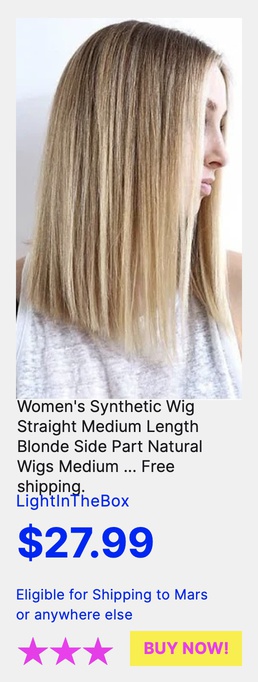 Women's Synthetic Wig
Straight Medium Length
Blonde Side Part Natural
Wigs Medium ... Free
shipping.
LightInTheBox
$27.99
Eligible for Shipping to Mars
or anywhere else
BUY NOW!